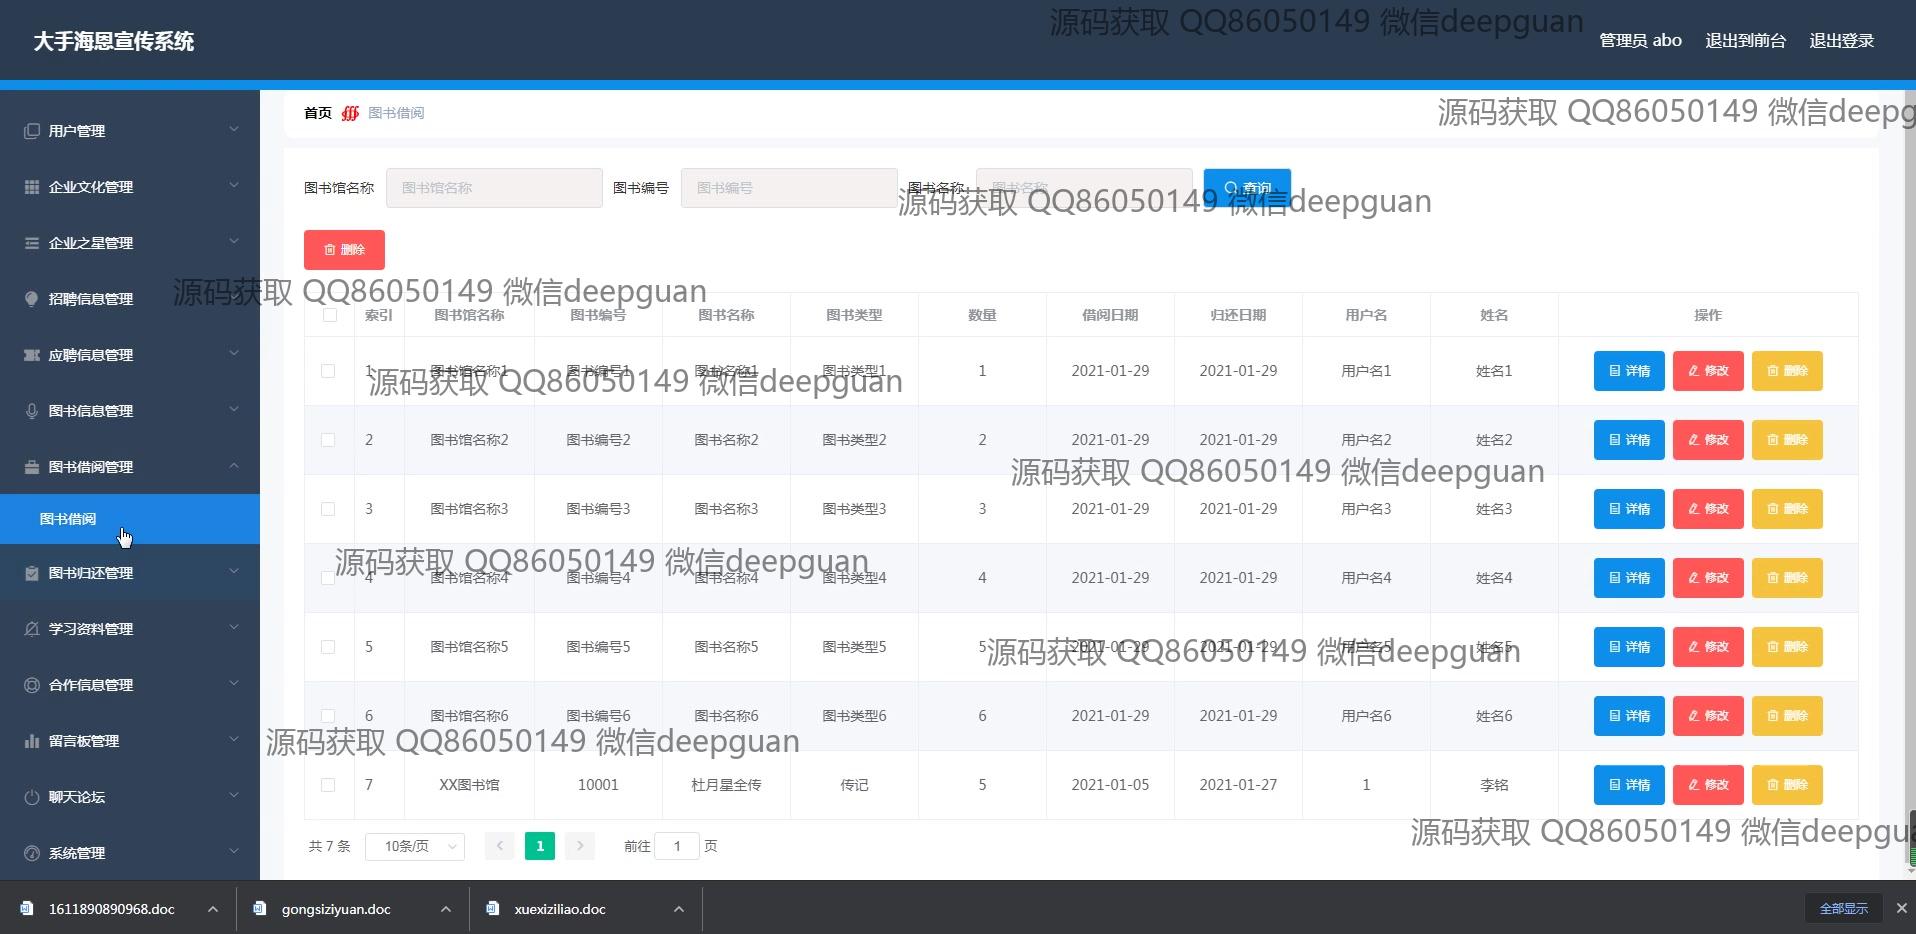 大手海恩宣传系统
源码获取 QQ86050149 微信deepguan
管理员 abo 退出到前台 退出登录
首页 图书借阅
源码获取 QQ86050149 微信deepg
用户管理
企业文化管理
企业之星管理
招聘信息管理
应聘信息管理
图书信息管理
图书借阅管理
图书借阅
图书归还管理
学习资料管理
合作信息管理
留言板管理
聊天论坛
系统管理
图书馆名称 图书馆名称 图书编号 图书编号 图书名称 图书名称 查询
源码获取 QQ86050149 微信deepguan
删除
源码获取 QQ86050149 微信deepguan
索引 图书馆名称 图书编号 图书名称 图书类型 数量 借阅日期 归还日期 用户名 姓名 操作
1 图书馆名称1 图书编号1 图书名称1 图书类型1 1 2021-01-29 2021-01-29 用户名1 姓名1 详情 修改 删除
源码获取 QQ86050149 微信deepguan
2 图书馆名称2 图书编号2 图书名称2 图书类型2 2 2021-01-29 2021-01-29 用户名2 姓名2 详情 修改 删除
源码获取 QQ86050149 微信deepguan
3 图书馆名称3 图书编号3 图书名称3 图书类型3 3 2021-01-29 2021-01-29 用户名3 姓名3 详情 修改 删除
源码获取 QQ86050149 微信deepguan
4 图书馆名称4 图书编号4 图书名称4 图书类型4 4 2021-01-29 2021-01-29 用户名4 姓名4 详情 修改 删除
5 图书馆名称5 图书编号5 图书名称5 图书类型5 5 2021-01-29 2021-01-29 用户名5 姓名5 详情 修改 删除
源码获取 QQ86050149 微信deepguan
6 图书馆名称6 图书编号6 图书名称6 图书类型6 6 2021-01-29 2021-01-29 用户名6 姓名6 详情 修改 删除
源码获取 QQ86050149 微信deepguan
7 XX图书馆 10001 杜月星全传 传记 5 2021-01-05 2021-01-27 1 李铭 详情 修改 删除
源码获取 QQ86050149 微信deepgua
共 7 条 10条/页 1 前往 1 页
1611890890968.doc gongsiziyuan.doc xuexiziliao.doc 全部显示